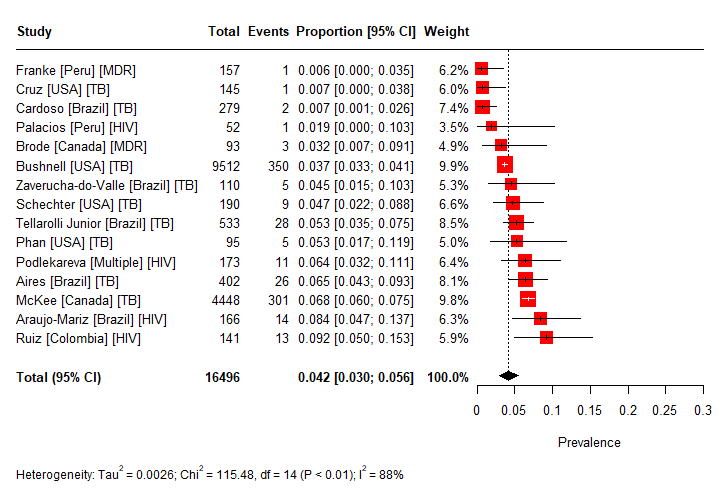 Study Total Events Proportion [95% CI] Weight
Franke [Peru] [MDR] 157 1 0.006 [0.000; 0.035] 6.2%
Cruz [USA] [TB] 145 1 0.007 [0.000; 0.038] 6.0%
Cardoso [Brazil] [TB] 279 2 0.007 [0.001; 0.026] 7.4%
Palacios [Peru] [HIV] 52 1 0.019 [0.000; 0.103] 3.5%
Brode [Canada] [MDR] 93 3 0.032 [0.007; 0.091] 4.9%
Bushnell [USA] [TB] 9512 350 0.037 [0.033; 0.041] 9.9%
Zaverucha-do-Valle [Brazil] [TB] 110 5 0.045 [0.015; 0.103] 5.3%
Schechter [USA] [TB] 190 9 0.047 [0.022; 0.088] 6.6%
Tellarolli Junior [Brazil] [TB] 533 28 0.053 [0.035; 0.075] 8.5%
Phan [USA] [TB] 95 5 0.053 [0.017; 0.119] 5.0%
Podlekareva [Multiple] [HIV] 173 11 0.064 [0.032; 0.111] 6.4%
Aires [Brazil] [TB] 402 26 0.065 [0.043; 0.093] 8.1%
McKee [Canada] [TB] 4448 301 0.068 [0.060; 0.075] 9.8%
Araujo-Mariz [Brazil] [HIV] 166 14 0.084 [0.047; 0.137] 6.3%
Ruiz [Colombia] [HIV] 141 13 0.092 [0.050; 0.153] 5.9%
Total (95% CI) 16496 0.042 [0.030; 0.056] 100.0%
0 0.05 0.1 0.15 0.2 0.25 0.3
Prevalence
Heterogeneity: Tau² = 0.0026; Chi² = 115.48, df = 14 (P < 0.01); I² = 88%